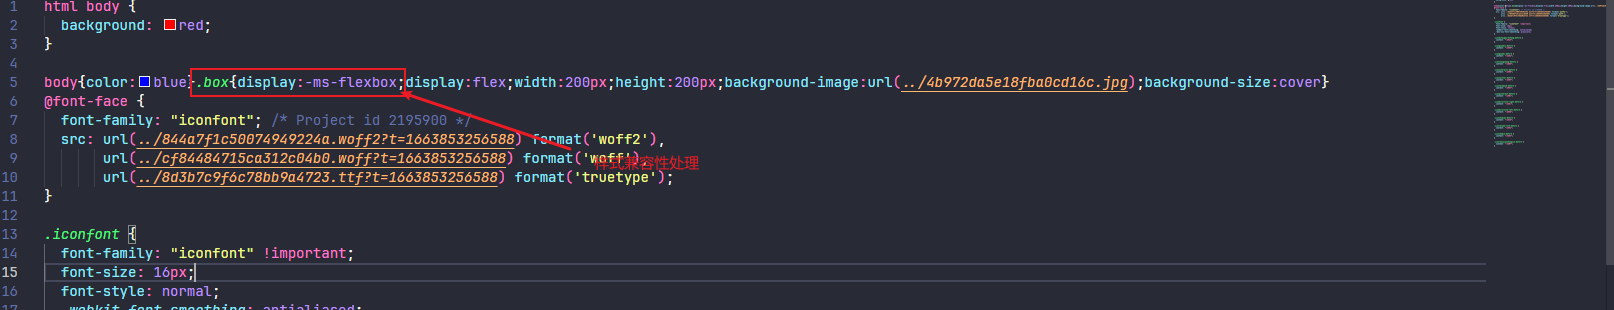 1 html body {
2 background: red;
3 }
4
5 body{color:blue}.box{display:-ms-flexbox;display:flex;width:200px;height:200px;background-image:url(../4b972da5e18fba0cd16c.jpg);background-size:cover}
6 @font-face {
7 font-family: "iconfont"; /* Project id 2195900 */
8 src: url(../844a7f1c50074949224a.woff2?t=1663853256588) format('woff2'),
9 url(../cf84484715ca312c04b0.woff?t=1663853256588) format('woff'),
样式兼容性处理
10 url(../8d3b7c9f6c78bb9a4723.ttf?t=1663853256588) format('truetype');
11 }
12
13 .iconfont {
14 font-family: "iconfont" !important;
15 font-size: 16px;
16 font-style: normal;
17 -webkit-font-smoothing: antialiased;